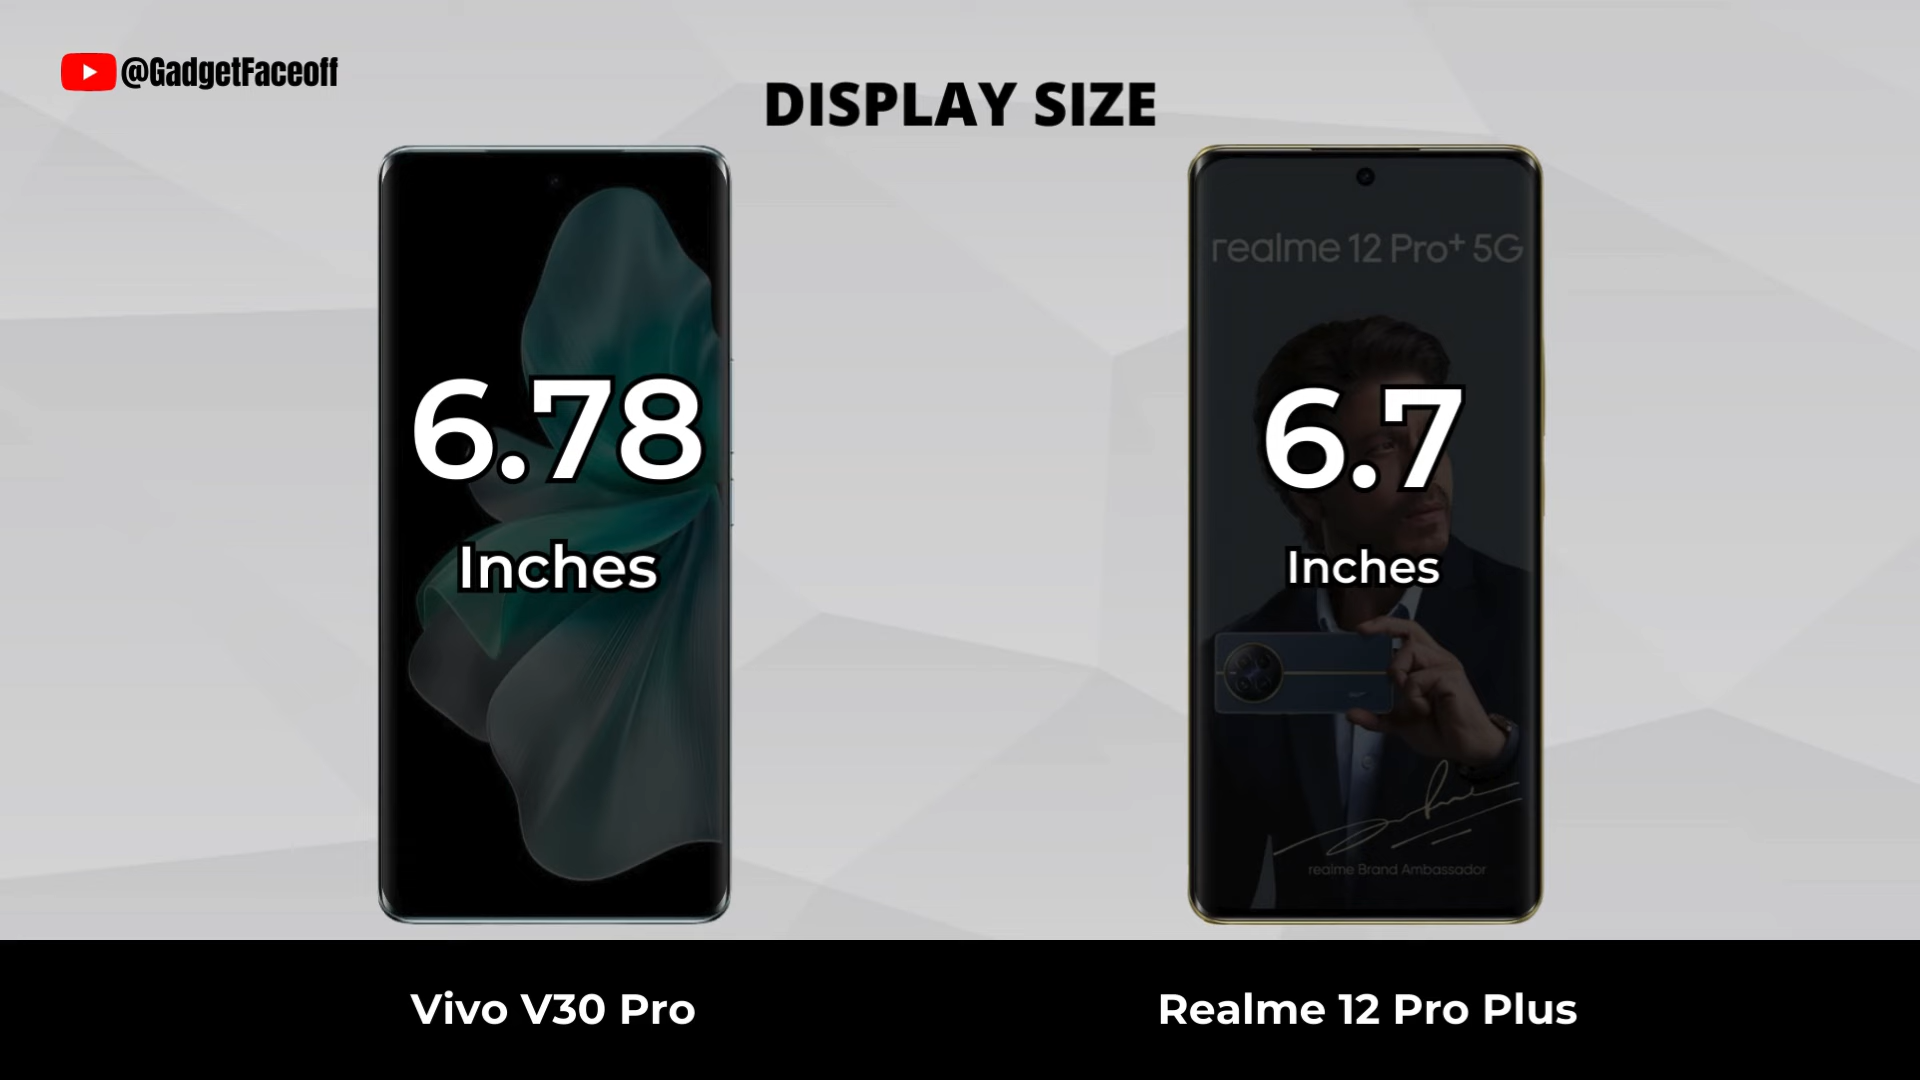 @GadgetFaceoff
DISPLAY SIZE
realme 12 Pro+ 5G
6.78
Inches
6.7
Inches
realme Brand Ambassador
Vivo V30 Pro
Realme 12 Pro Plus